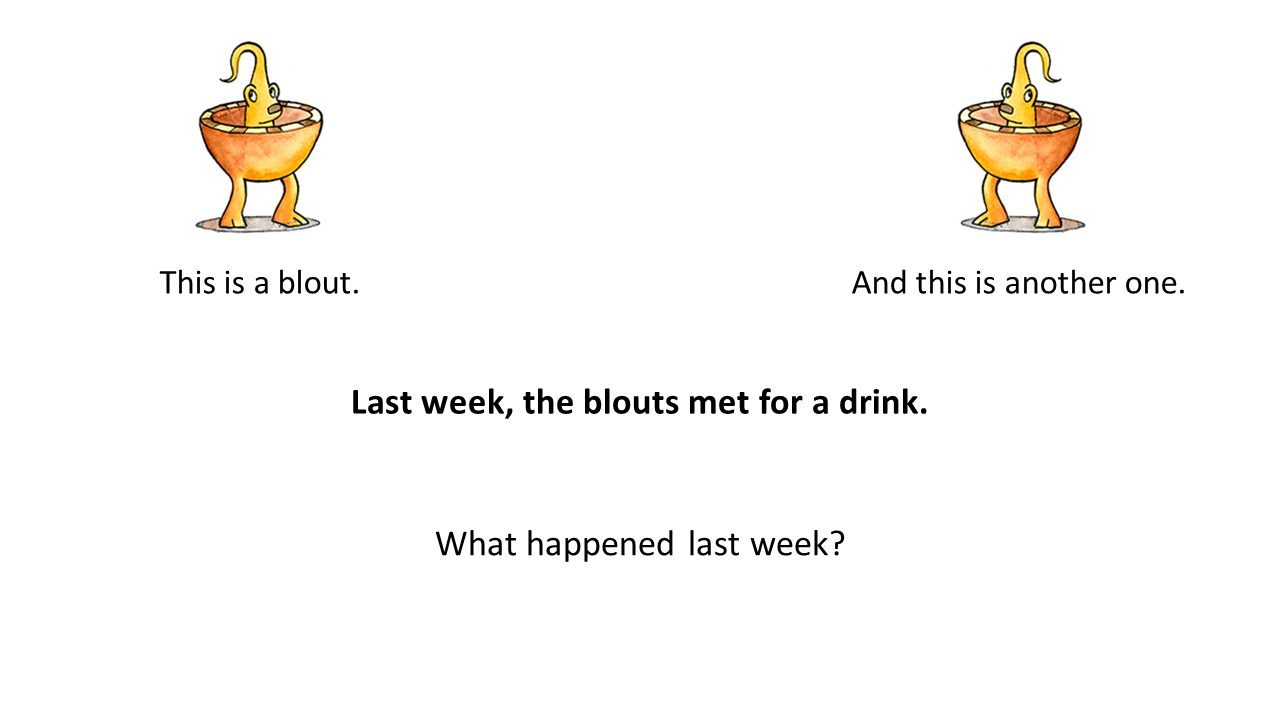 This is a blout.
And this is another one.
Last week, the blouts met for a drink.
What happened last week?